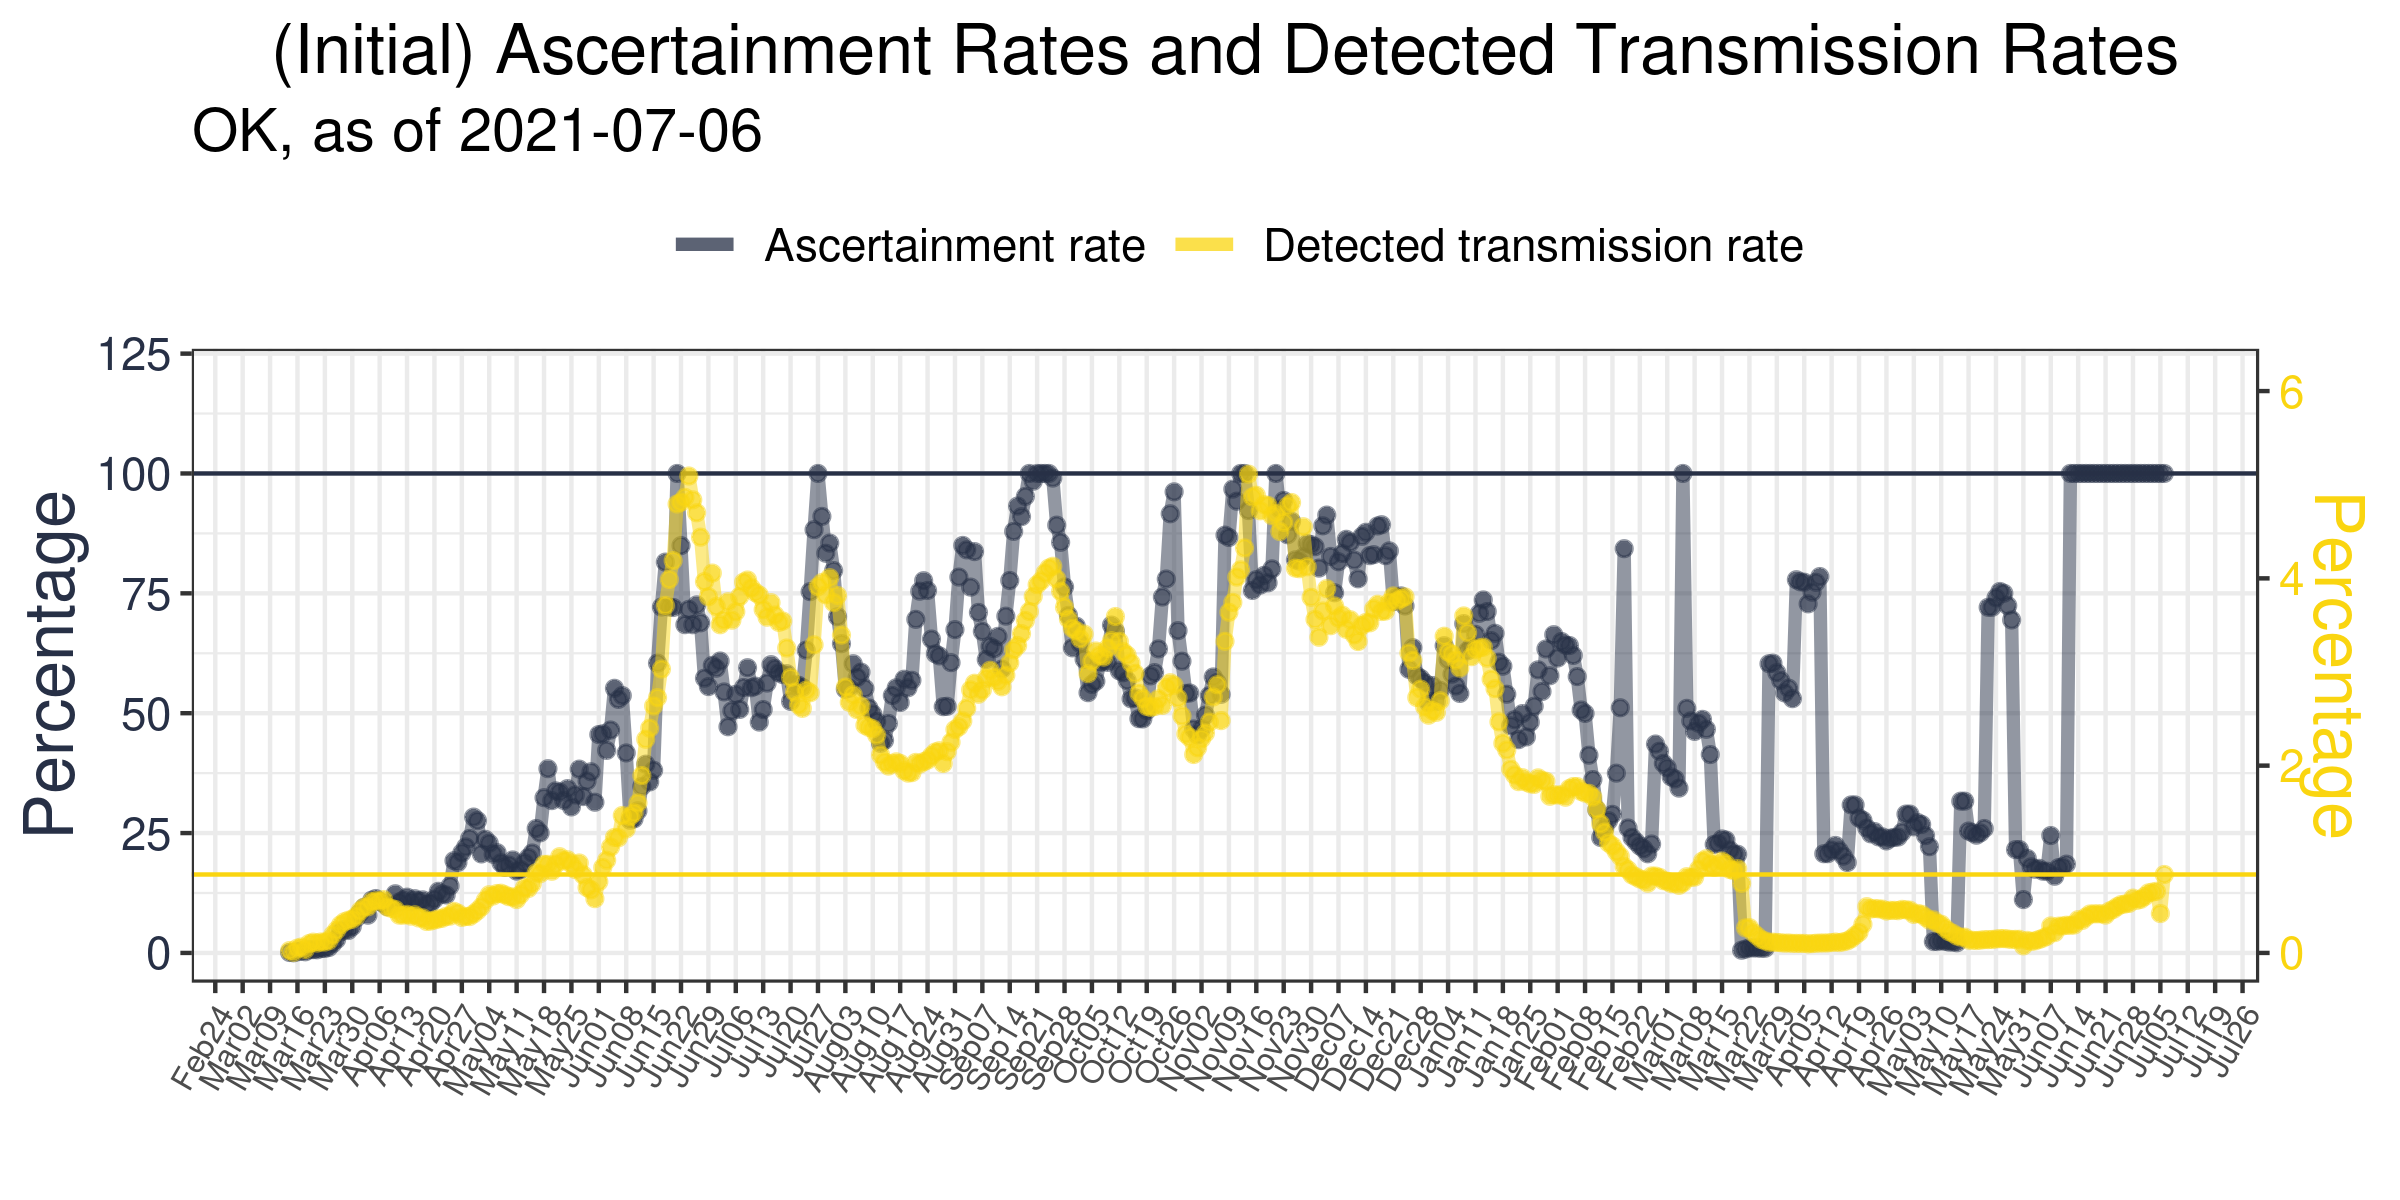 (Initial) Ascertainment Rates and Detected Transmission Rates
OK, as of 2021-07-06
Ascertainment rate
Detected transmission rate
Percentage
125
100
75
50
25
0
6
4
2
0
Percentage
Feb24
Mar02
Mar09
Mar16
Mar23
Mar30
Apr06
Apr13
Apr20
Apr27
May04
May11
May18
May25
Jun01
Jun08
Jun15
Jun22
Jun29
Jul06
Jul13
Jul20
Jul27
Aug03
Aug10
Aug17
Aug24
Aug31
Sep07
Sep14
Sep21
Sep28
Oct05
Oct12
Oct19
Oct26
Nov02
Nov09
Nov16
Nov23
Nov30
Dec07
Dec14
Dec21
Dec28
Jan04
Jan11
Jan18
Jan25
Feb01
Feb08
Feb15
Feb22
Mar01
Mar08
Mar15
Mar22
Mar29
Apr05
Apr12
Apr19
Apr26
May03
May10
May17
May24
May31
Jun07
Jun14
Jun21
Jun28
Jul05
Jul12
Jul19
Jul26